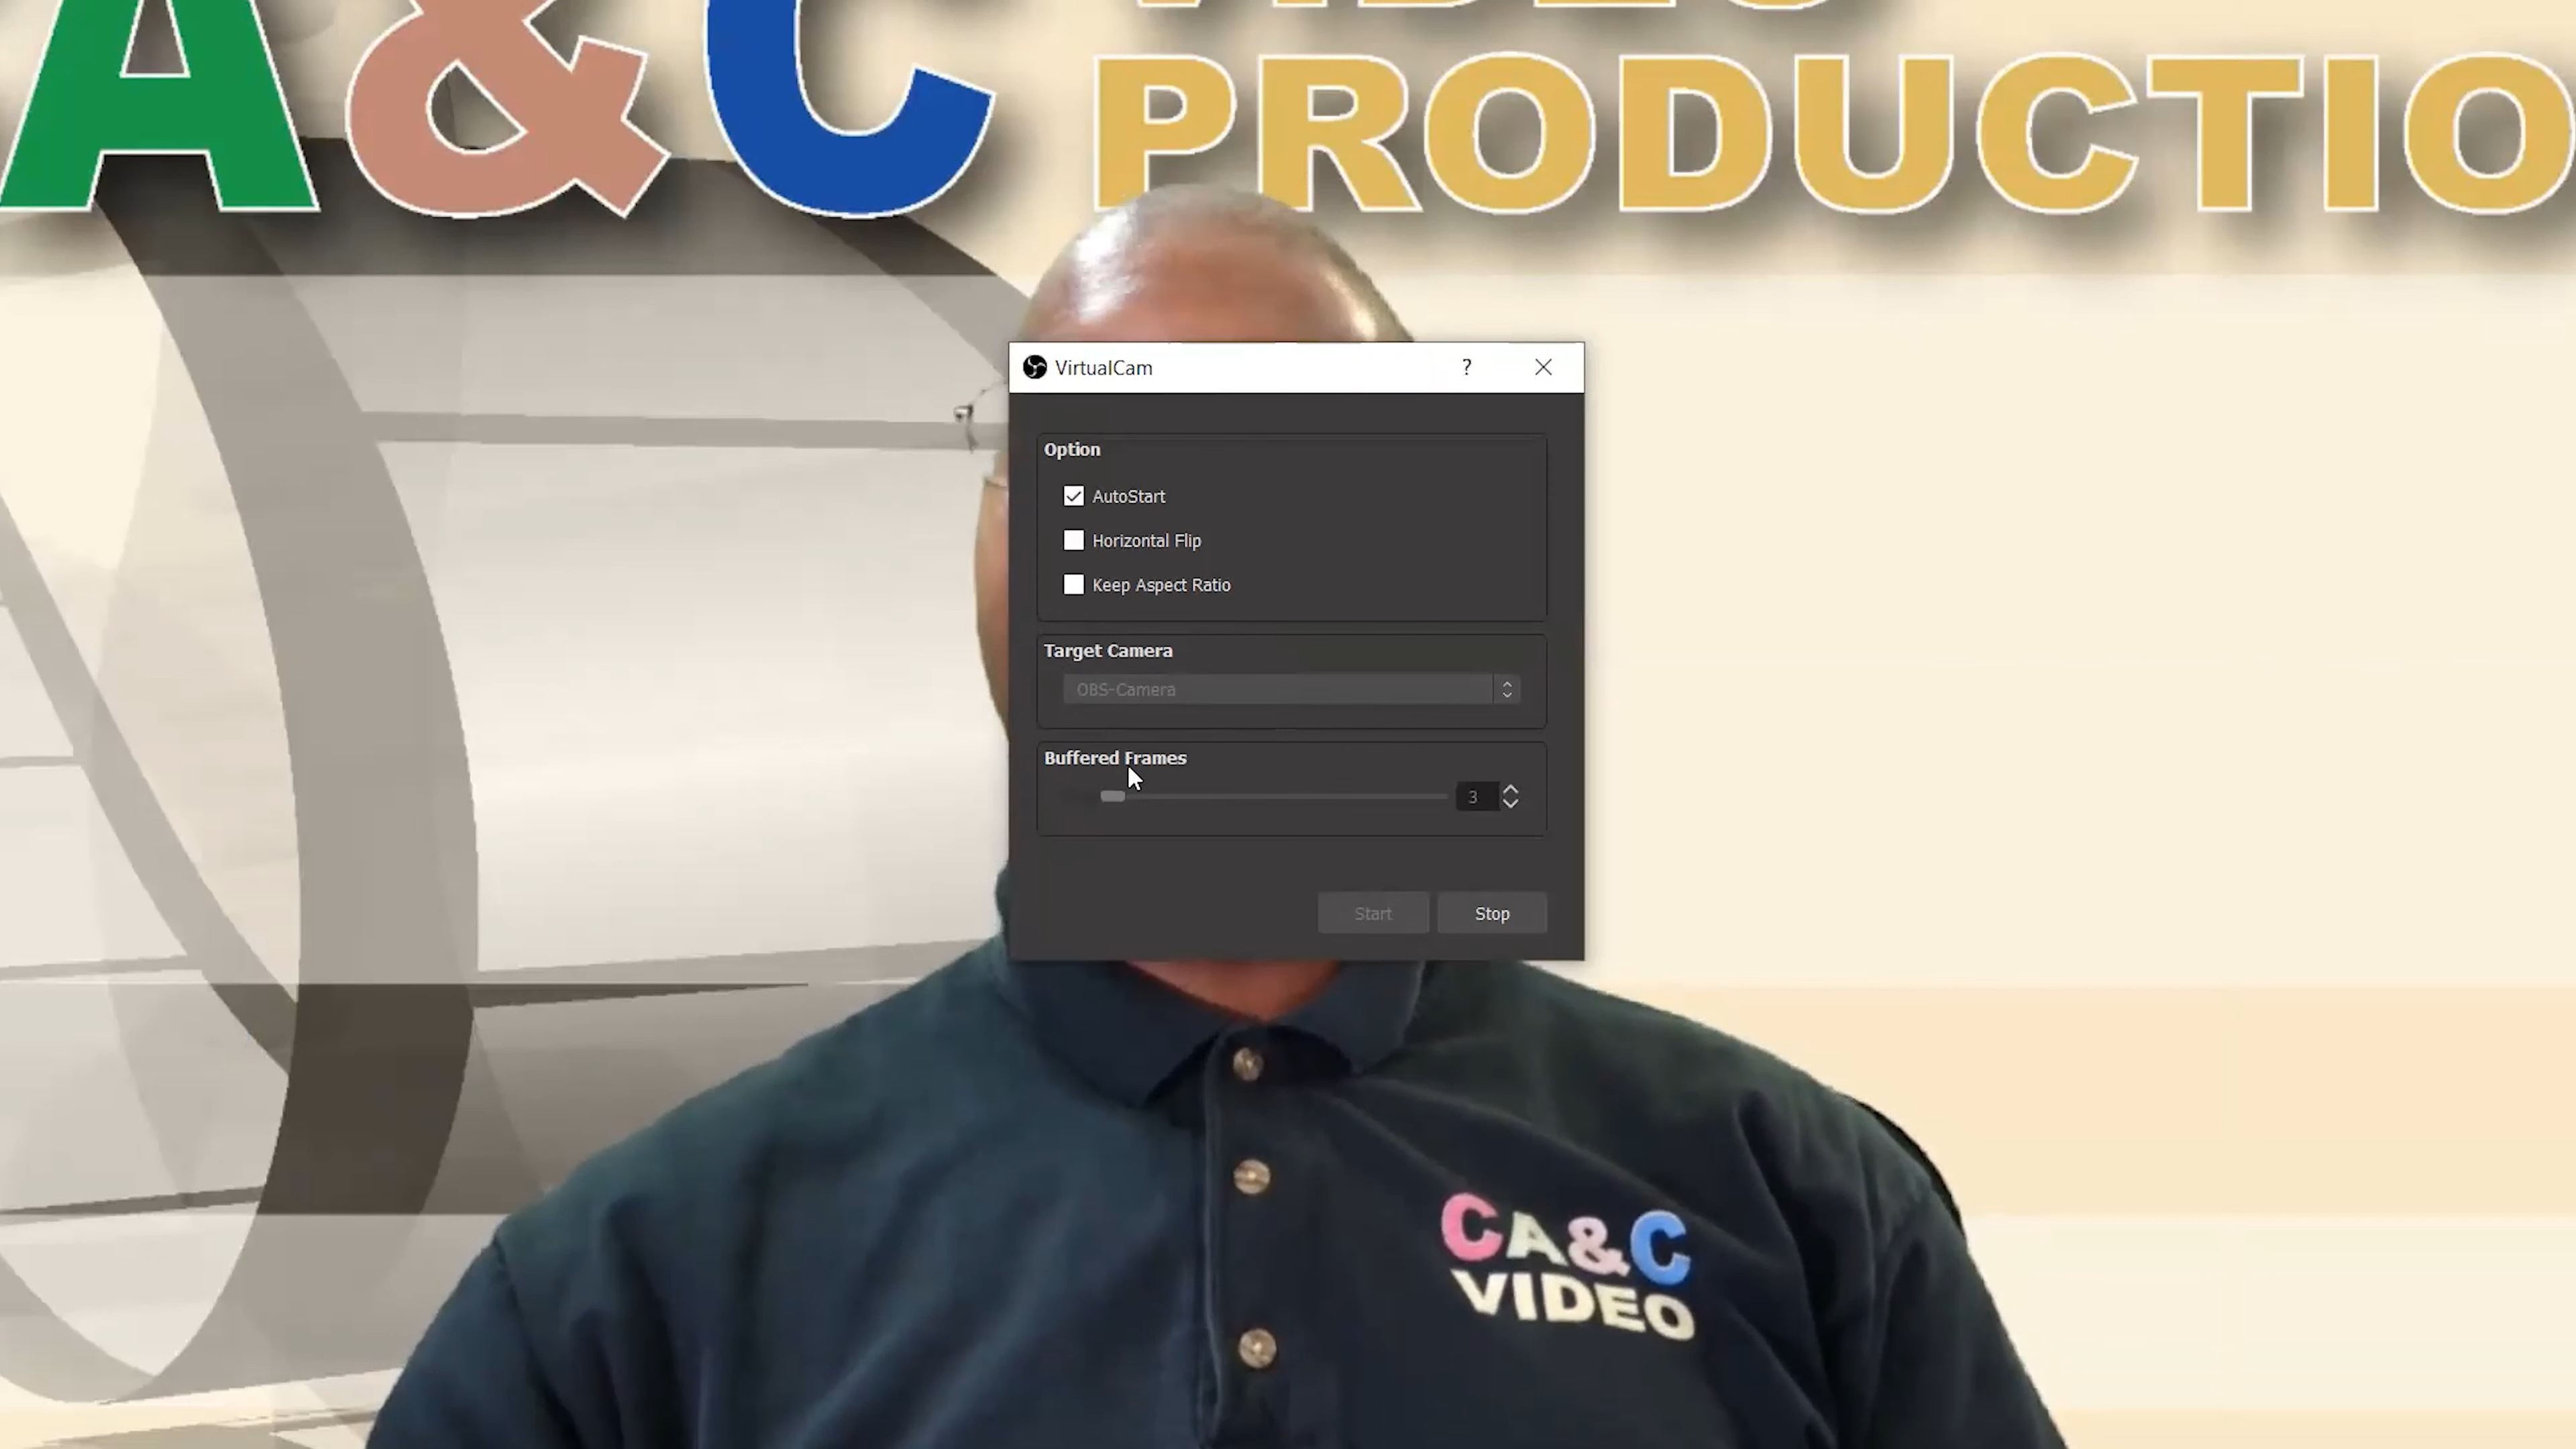 A&C
VIDEO
PRODUCTIO
VirtualCam
?
Option
AutoStart
Horizontal Flip
Keep Aspect Ratio
Target Camera
OBS-Camera
Buffered Frames
3
Start
Stop
CA&C
VIDEO